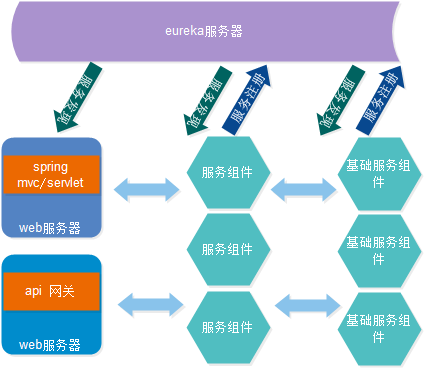 eureka服务器
服务发现
服务发现
服务注册
服务发现
服务注册
spring
mvc/servlet
web服务器
服务组件
基础服务组
件
服务组件
基础服务组
件
api 网关
web服务器
服务组件
基础服务组
件